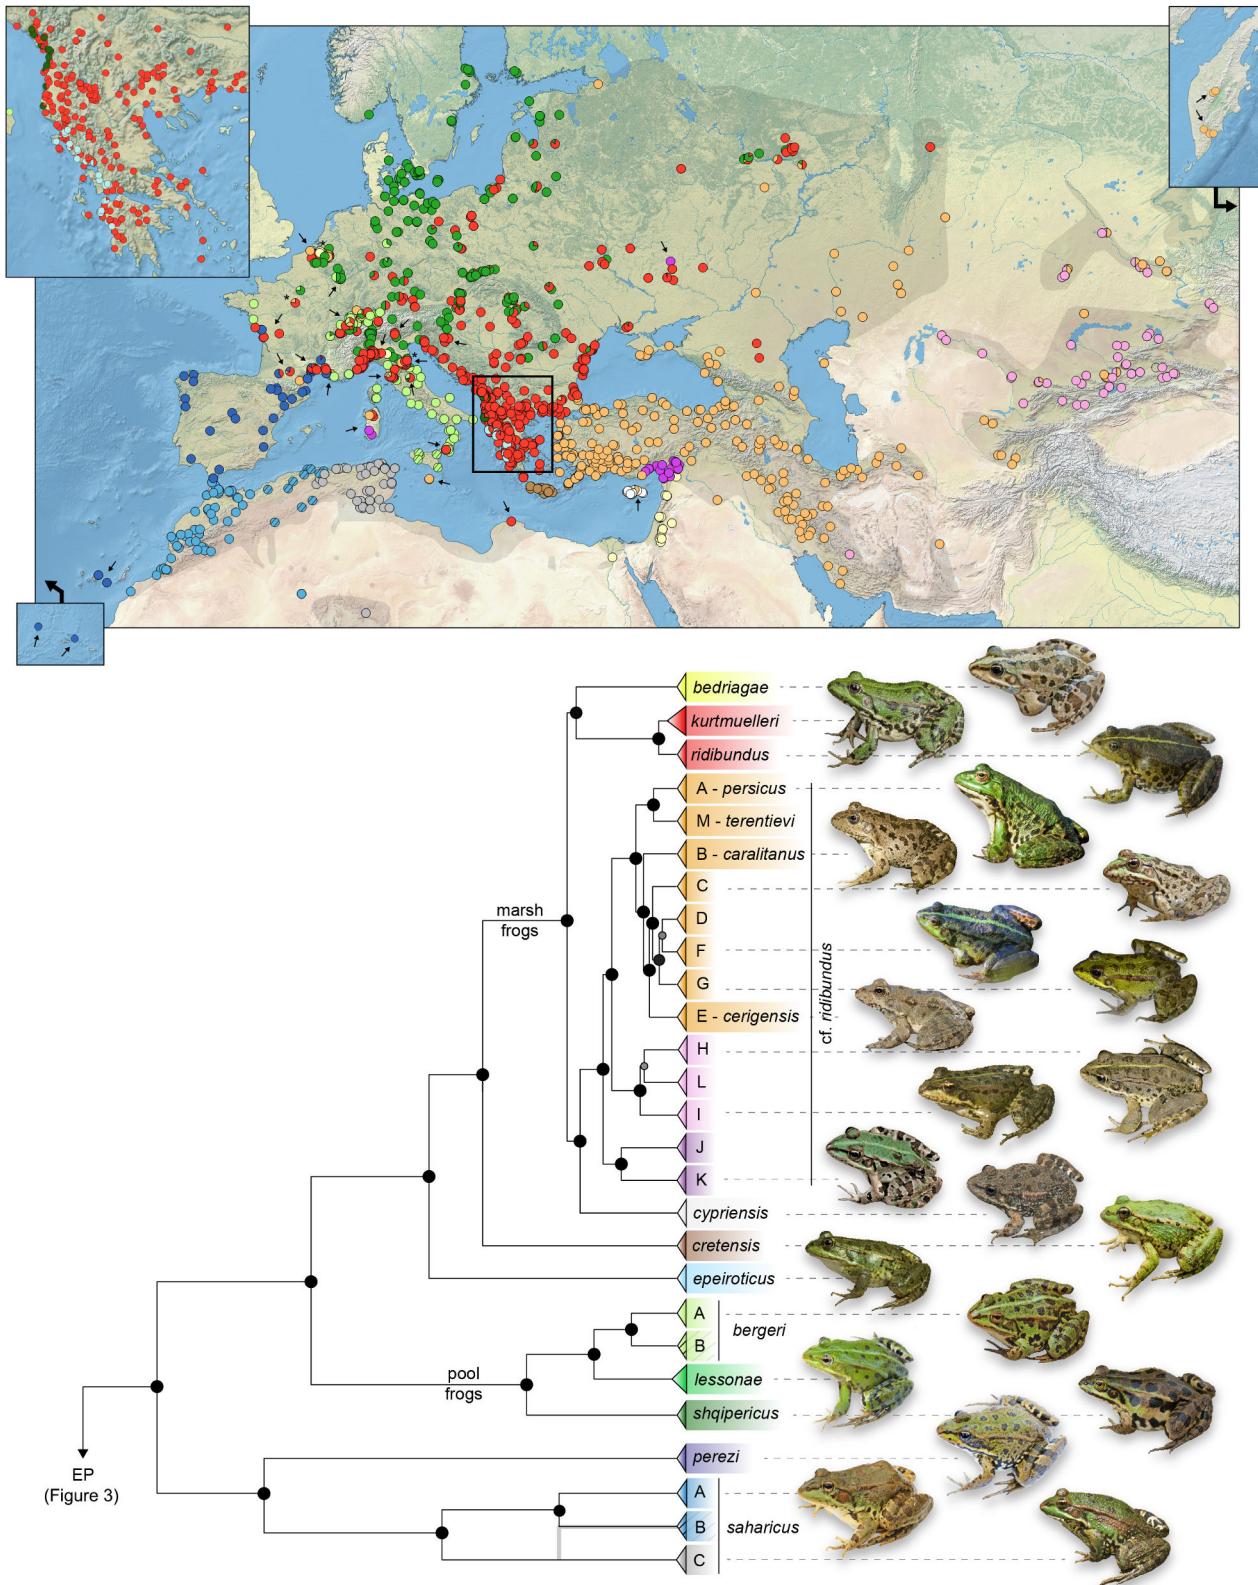 bedriagae
kurtmuelleri
ridibundus
A - persicus
M - terentievi
B - caralitanus
C
marsh
frogs
D
F
G
E - cerigensis
cf. ridibundus
H
L
I
J
K
cypriensis
cretensis
epeiroticus
A
bergeri
B
pool
frogs
lessonae
shqipericus
perezi
EP
(Figure 3)
A
B
saharicus
C